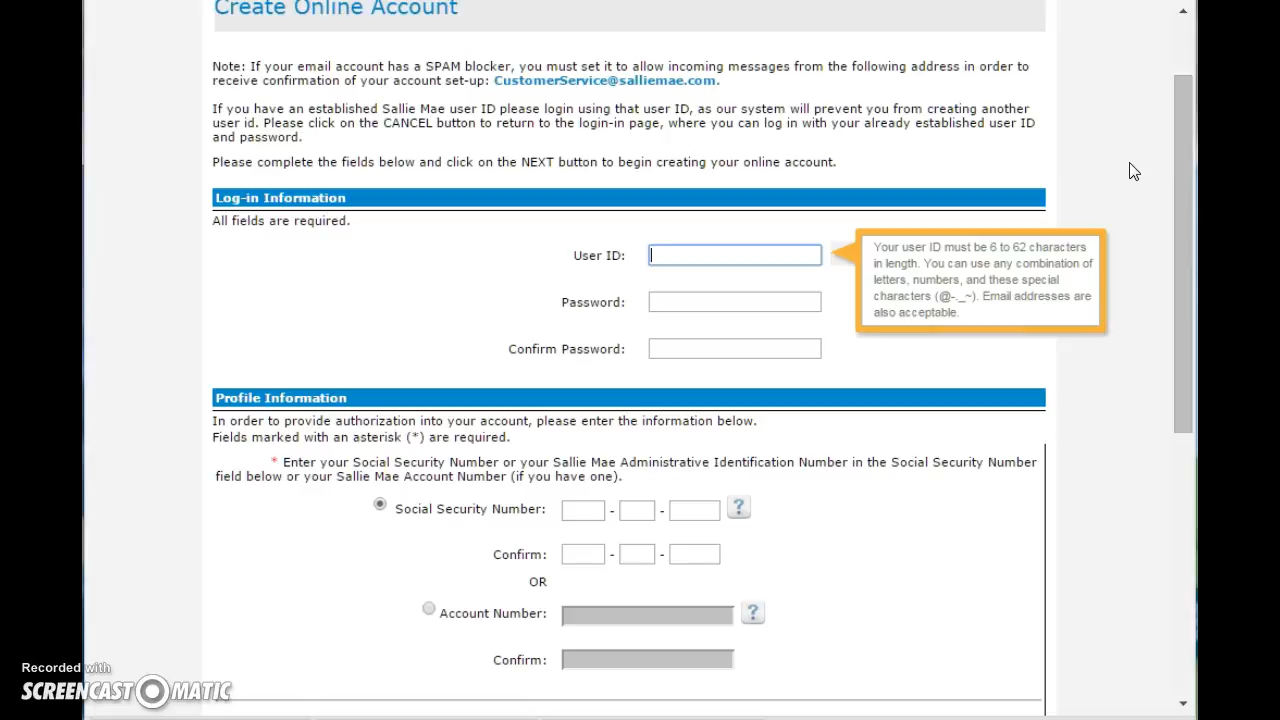 Create Online Account
Note: If your email account has a SPAM blocker, you must set it to allow incoming messages from the following address in order to
receive confirmation of your account set-up: CustomerService@salliemae.com.
If you have an established Sallie Mae user ID please login using that user ID, as our system will prevent you from creating another
user id. Please click on the CANCEL button to return to the login-in page, where you can log in with your already established user ID
and password.
Please complete the fields below and click on the NEXT button to begin creating your online account.
Log-in Information
All fields are required.
User ID:
Your user ID must be 6 to 62 characters
in length. You can use any combination of
letters, numbers, and these special
characters (@-._~). Email addresses are
also acceptable.
Password:
Confirm Password:
Profile Information
In order to provide authorization into your account, please enter the information below.
Fields marked with an asterisk (*) are required.
* Enter your Social Security Number or your Sallie Mae Administrative Identification Number in the Social Security Number
field below or your Sallie Mae Account Number (if you have one).
Social Security Number: - - ?
Confirm: - -
OR
Account Number: ?
Confirm:
Recorded with
SCREENCAST-O-MATIC